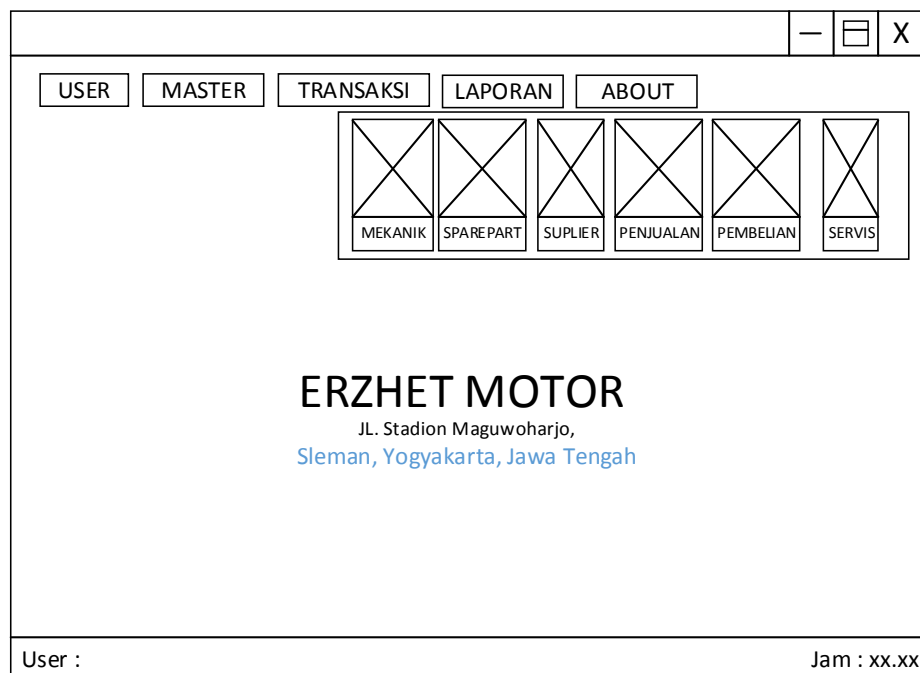 X
USER MASTER TRANSAKSI LAPORAN ABOUT
MEKANIK SPAREPART SUPLIER PENJUALAN PEMBELIAN SERVIS
ERZHET MOTOR
JL. Stadion Maguwoharjo,
Sleman, Yogyakarta, Jawa Tengah
User : Jam : xx.xx